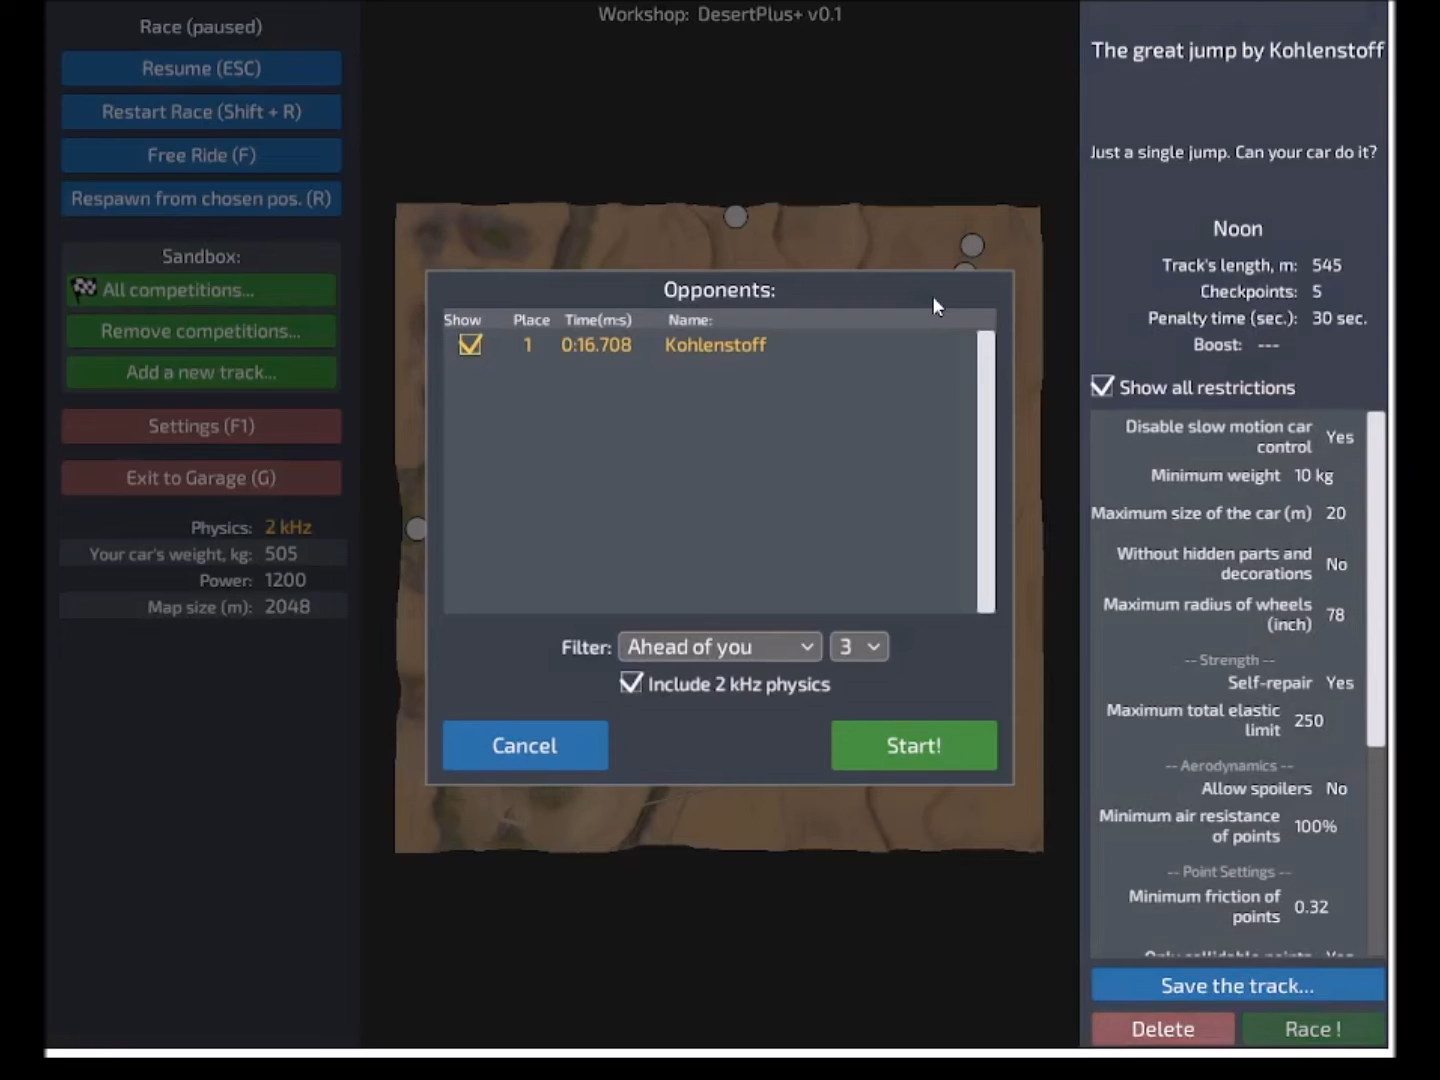 Workshop: DesertPlus+ v0.1
Race (paused)
Resume (ESC)
Restart Race (Shift + R)
Free Ride (F)
Respawn from chosen pos. (R)
Sandbox:
All competitions...
Remove competitions...
Add a new track...
Settings (F1)
Exit to Garage (G)
Physics: 2 kHz
Your car's weight, kg: 505
Power: 1200
Map size (m): 2048
Opponents:
Show Place Time(m:s) Name:
1 0:16.708 Kohlenstoff
Filter: Ahead of you 3
Include 2 kHz physics
Cancel Start!
The great jump by Kohlenstoff
Just a single jump. Can your car do it?
Noon
Track's length, m: 545
Checkpoints: 5
Penalty time (sec.): 30 sec.
Boost: ---
Show all restrictions
Disable slow motion car
control Yes
Minimum weight 10 kg
Maximum size of the car (m) 20
Without hidden parts and
decorations No
Maximum radius of wheels
(inch) 78
-- Strength --
Self-repair Yes
Maximum total elastic
limit 250
-- Aerodynamics --
Allow spoilers No
Minimum air resistance
of points 100%
-- Point Settings --
Minimum friction of
points 0.32
Only collidable points Yes
Save the track...
Delete Race !